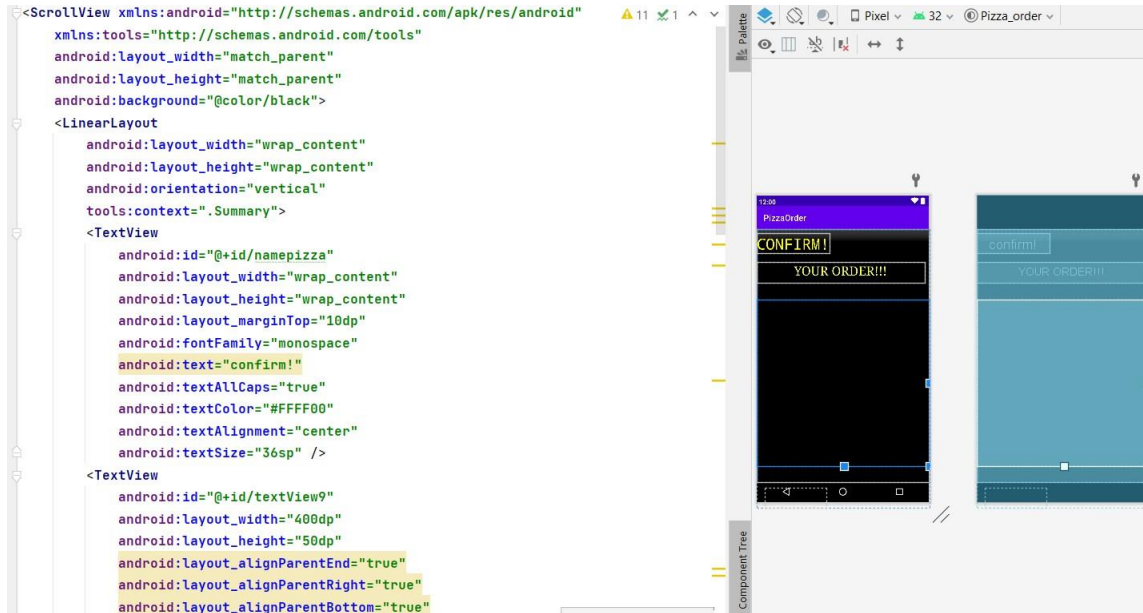 <ScrollView xmlns:android="http://schemas.android.com/apk/res/android"
xmlns:tools="http://schemas.android.com/tools"
android:layout_width="match_parent"
android:layout_height="match_parent"
android:background="@color/black">
<LinearLayout
android:layout_width="wrap_content"
android:layout_height="wrap_content"
android:orientation="vertical"
tools:context=".Summary">
<TextView
android:id="@+id/namepizza"
android:layout_width="wrap_content"
android:layout_height="wrap_content"
android:layout_marginTop="10dp"
android:fontFamily="monospace"
android:text="confirm!"
android:textAllCaps="true"
android:textColor="#FFFF00"
android:textAlignment="center"
android:textSize="36sp" />
<TextView
android:id="@+id/textView9"
android:layout_width="400dp"
android:layout_height="50dp"
android:layout_alignParentEnd="true"
android:layout_alignParentRight="true"
android:layout_alignParentBottom="true"
11 1
Palette
Component Tree
Pixel 32 Pizza_order
12:00
PizzaOrder
CONFIRM!
YOUR ORDER!!!
confirm!
YOUR ORDER!!!